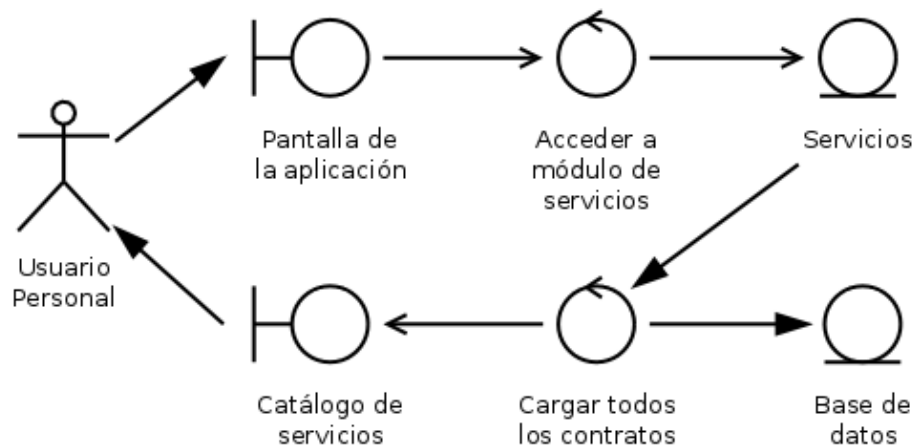 Pantalla de
la aplicación
Acceder a
módulo de
servicios
Servicios
Usuario
Personal
Catálogo de
servicios
Cargar todos
los contratos
Base de
datos